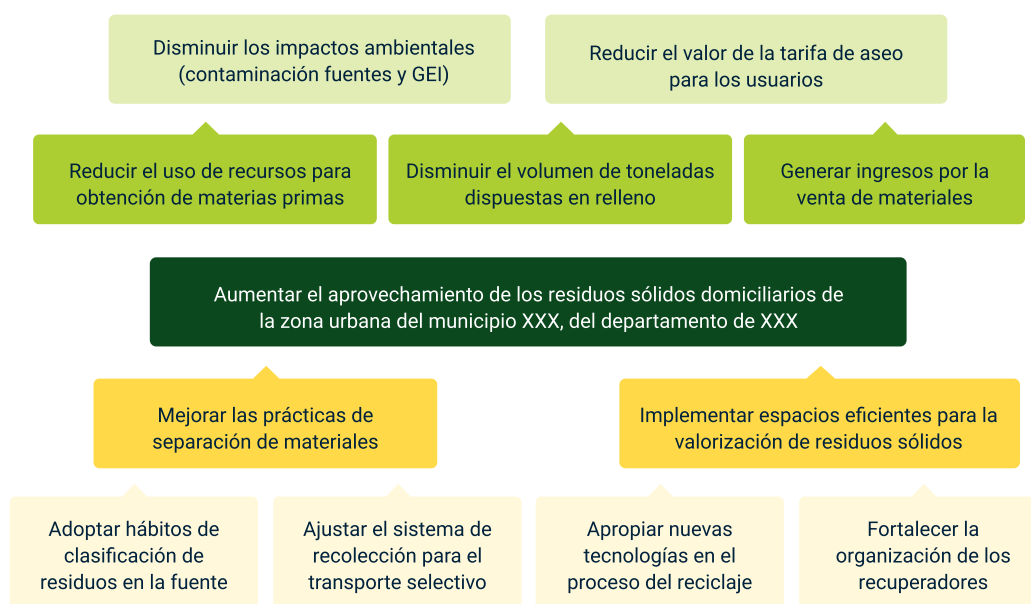 Disminuir los impactos ambientales
(contaminación fuentes y GEI)
Reducir el valor de la tarifa de aseo
para los usuarios
Reducir el uso de recursos para
obtención de materias primas
Disminuir el volumen de toneladas
dispuestas en relleno
Generar ingresos por la
venta de materiales
Aumentar el aprovechamiento de los residuos sólidos domiciliarios de
la zona urbana del municipio XXX, del departamento de XXX
Mejorar las prácticas de
separación de materiales
Implementar espacios eficientes para la
valorización de residuos sólidos
Adoptar hábitos de
clasificación de
residuos en la fuente
Ajustar el sistema de
recolección para el
transporte selectivo
Apropiar nuevas
tecnologías en el
proceso del reciclaje
Fortalecer la
organización de los
recuperadores